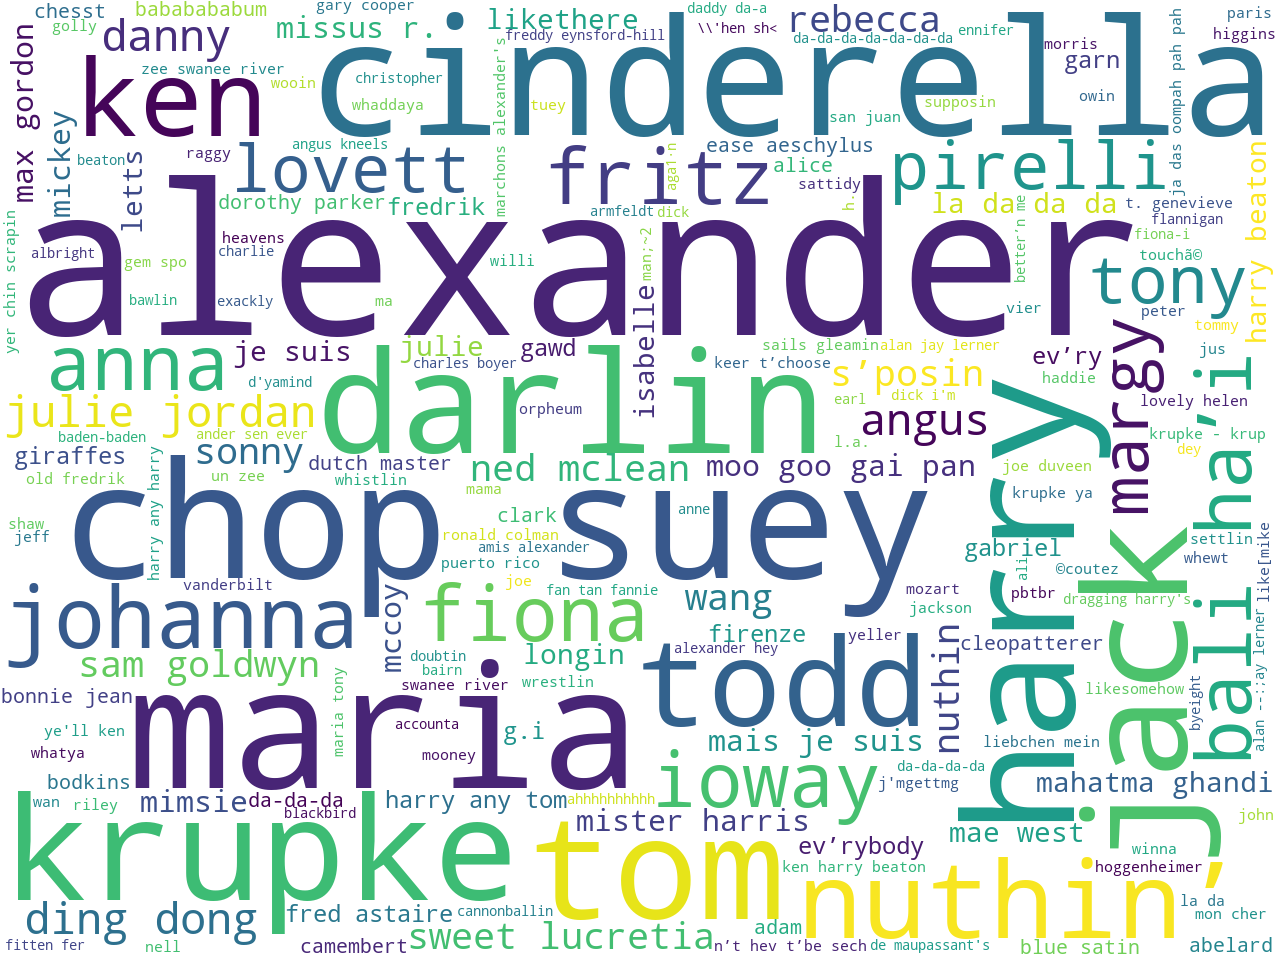 chesst
babababababum
gary cooper
likethere
daddy da-a
rebecca
paris
golly
danny
missus r.
freddy eynsford-hill
\\'hen sh<
da-da-da-da-da-da-da
ennifer
higgins
max gordon
ken
zee swanee river
wooin
christopher
whaddaya
marchons alexander's
tuey
cinderella
morris
garn
owin
supposin
san juan
ja das oompah pah pah
mickey
beaton
letts
raggy
angus kneels
lovett
fritz
ease aeschylus
alice
sattidy
pirelli
harry beaton
dorothy parker
fredrik
armfeldt
dick
h.
la da da da
t. genevieve
flannigan
fiona-i
better'n me
touchã©
yer chin scrapin
albright
heavens
charlie
gem spo
bawlin
exackly
ma
willi
man;~2
alexander
vier
tony
peter
tommy
anna
je suis
julie
gawd
isabelle
sails gleamin
alan jay lerner
ev’ry
margy
jus
charles boyer
keer t’choose
s’posin
haddie
d'yamind
dick i'm
earl
lovely helen
julie jordan
darlin
orpheum
angus
harry
bali ha’i
baden-baden
ander sen ever
l.a.
krupke - krup
dey
giraffes
sonny
dutch master
ned mclean
moo goo gai pan
joe duveen
old fredrik
un zee
whistlin
mama
krupke ya
harry any harry
chop suey
clark
anne
shaw
jeff
ronald colman
amis alexander
puerto rico
gabriel
settlin
whewt
like[mike
vanderbilt
joe
fan tan fannie
mozart
ali
©coutez
pbtbr
jackson
dragging harry's
johanna
mccoy
fiona
wang
firenze
yeller
nuthin
cleopatterer
jack
sam goldwyn
doubtin
bairn
longin
alexander hey
bonnie jean
maria tony
swanee river
wrestlin
todd
likesomehow
byeight
alan --:;ay lerner
ye'll ken
maria
accounta
g.i
mais je suis
liebchen mein
whatya
mooney
da-da-da-da
j'mgettmg
bodkins
mimsie
da-da-da
harry any tom
ahhhhhhhhhh
ioway
mahatma ghandi
wan
riley
blackbird
mister harris
ev’rybody
mae west
john
krupke
tom
nuthin’
ken harry beaton
winna
hoggenheimer
ding dong
fred astaire
cannonballin
adam
la da
mon cher
fitten fer
nell
camembert
sweet lucretia
n’t hev t’be sech
de maupassant's
blue satin
abelard